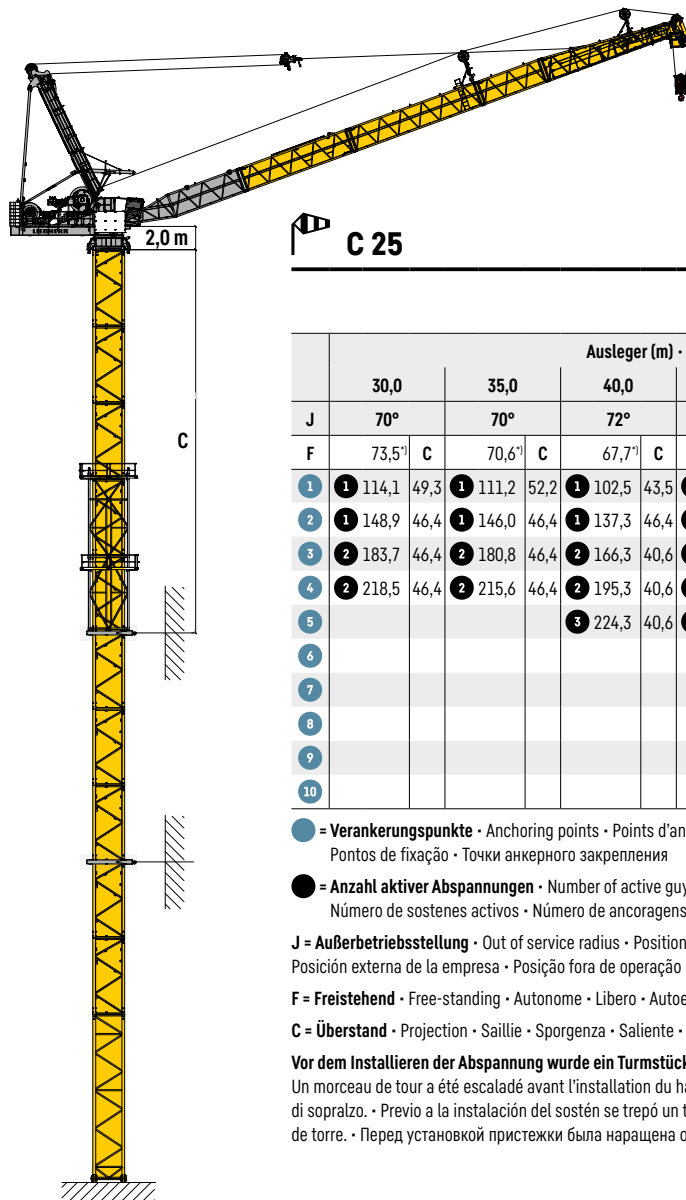 LIEBHERR
2,0 m
C
C 25
Ausleger (m) ·
30,0 35,0 40,0
J 70° 70° 72°
F 73,5*) C 70,6*) C 67,7*) C
1 1 114,1 49,3 1 111,2 52,2 1 102,5 43,5
2 1 148,9 46,4 1 146,0 46,4 1 137,3 46,4
3 2 183,7 46,4 2 180,8 46,4 2 166,3 40,6
4 2 218,5 46,4 2 215,6 46,4 2 195,3 40,6
5 3 224,3 40,6
6
7
8
9
10
= Verankerungspunkte · Anchoring points · Points d'an
Pontos de fixação · Точки анкерного закрепления
= Anzahl aktiver Abspannungen · Number of active guy
Número de sostenes activos · Número de ancoragens
J = Außerbetriebsstellung · Out of service radius · Position
Posición externa de la empresa · Posição fora de operação
F = Freistehend · Free-standing · Autonome · Libero · Autoe
C = Überstand · Projection · Saillie · Sporgenza · Saliente ·
Vor dem Installieren der Abspannung wurde ein Turmstück
Un morceau de tour a été escaladé avant l'installation du ha
di sopralzo. · Previo a la instalación del sostén se trepó un t
de torre. · Перед установкой пристежки была наращена о